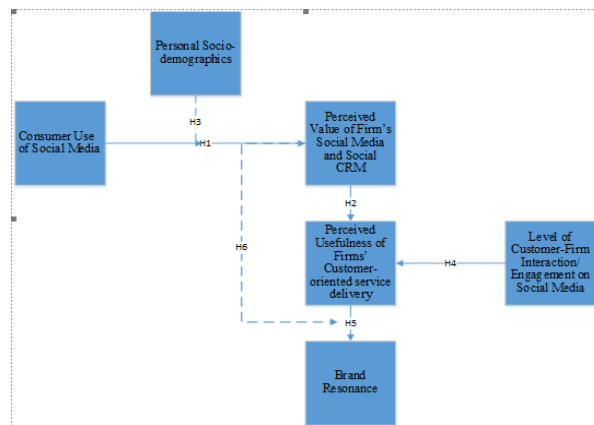 Personal Socio-
demographics
H3
Consumer Use
of Social Media
H1
Perceived
Value of Firm's
Social Media
and Social
CRM
H2
H6
Perceived
Usefulness of
Firms'
Customer-
oriented service
delivery
H4
Level of
Customer-Firm
Interaction/
Engagement on
Social Media
H5
Brand
Resonance